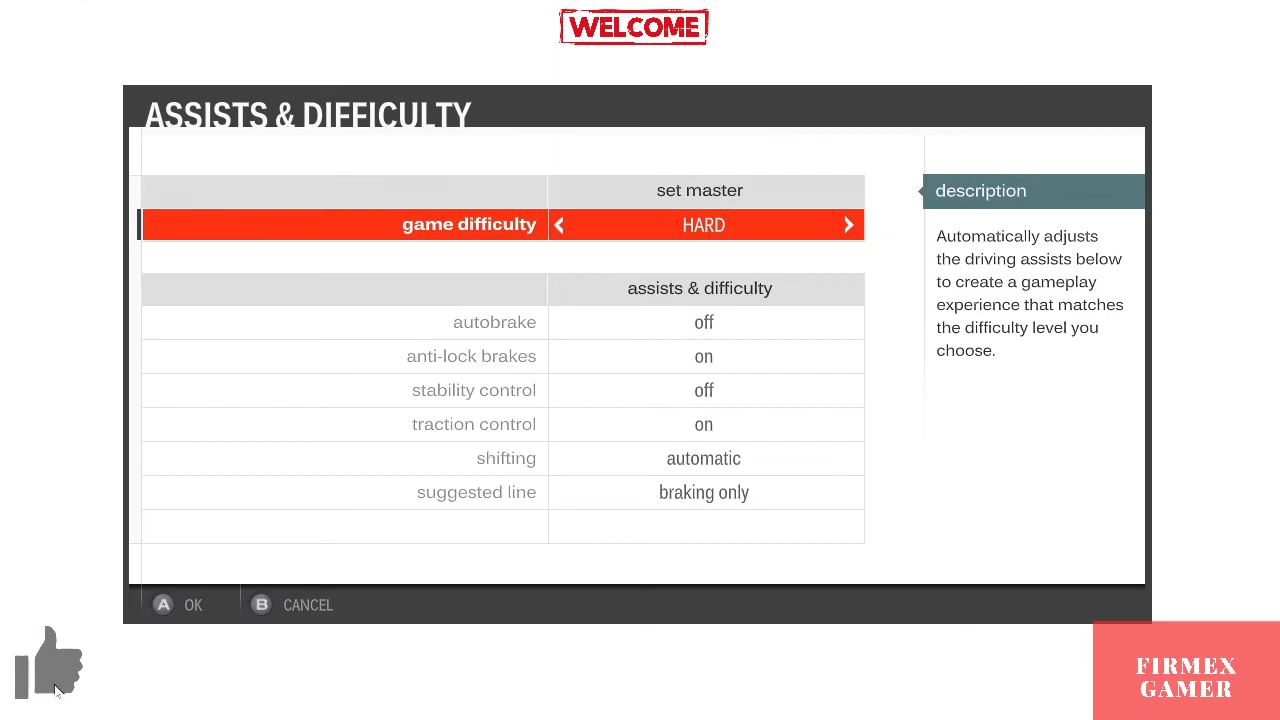 WELCOME
ASSISTS & DIFFICULTY
set master
game difficulty HARD
assists & difficulty
autobrake off
anti-lock brakes on
stability control off
traction control on
shifting automatic
suggested line braking only
description
Automatically adjusts
the driving assists below
to create a gameplay
experience that matches
the difficulty level you
choose.
A OK B CANCEL
FIRMEX
GAMER